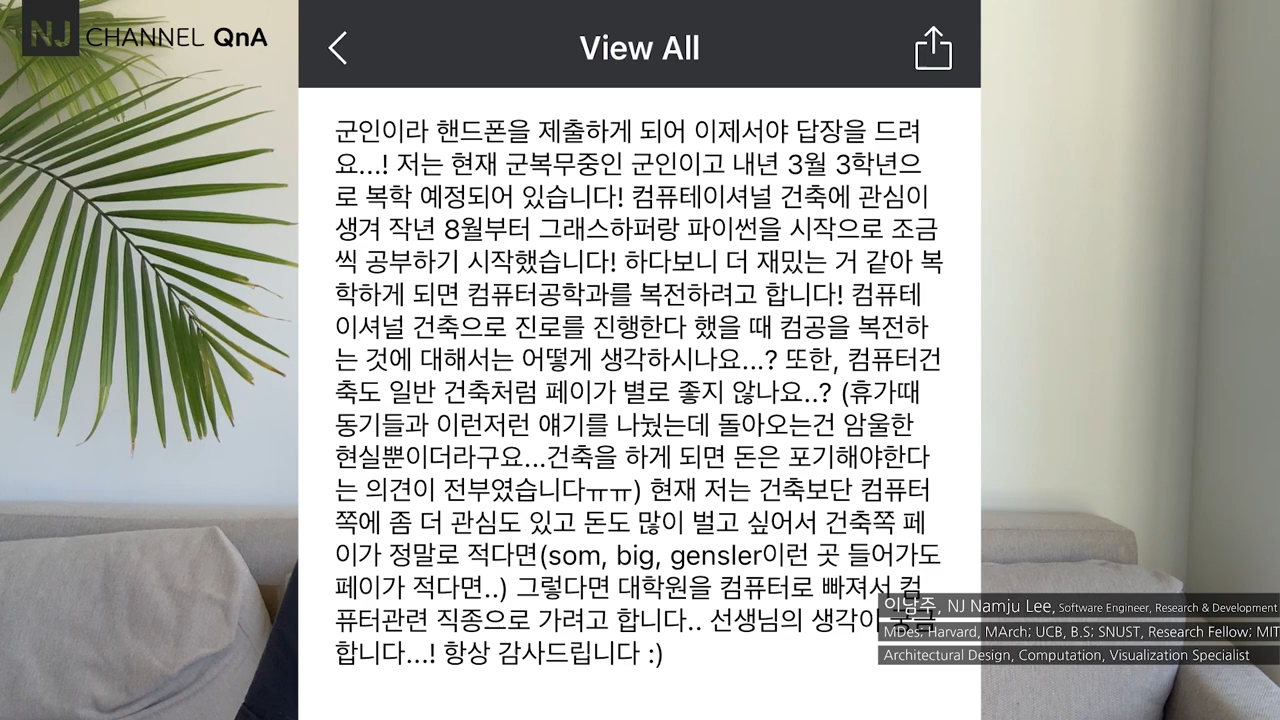 NJ CHANNEL QnA
View All
군인이라 핸드폰을 제출하게 되어 이제서야 답장을 드려
요...! 저는 현재 군복무중인 군인이고 내년 3월 3학년으
로 복학 예정되어 있습니다! 컴퓨테이셔널 건축에 관심이
생겨 작년 8월부터 그래스하퍼랑 파이썬을 시작으로 조금
씩 공부하기 시작했습니다! 하다보니 더 재밌는 거 같아 복
학하게 되면 컴퓨터공학과를 복전하려고 합니다! 컴퓨테
이셔널 건축으로 진로를 진행한다 했을 때 컴공을 복전하
는 것에 대해서는 어떻게 생각하시나요...? 또한, 컴퓨터건
축도 일반 건축처럼 페이가 별로 좋지 않나요..? (휴가때
동기들과 이런저런 얘기를 나눴는데 돌아오는건 암울한
현실뿐이더라구요...건축을 하게 되면 돈은 포기해야한다
는 의견이 전부였습니다ㅠㅠ) 현재 저는 건축보단 컴퓨터
쪽에 좀 더 관심도 있고 돈도 많이 벌고 싶어서 건축쪽 페
이가 정말로 적다면(som, big, gensler이런 곳 들어가도
페이가 적다면..) 그렇다면 대학원을 컴퓨터로 빠져서 컴
퓨터관련 직종으로 가려고 합니다.. 선생님의 생각이 궁금
합니다...! 항상 감사드립니다 :)
이남주, NJ Namju Lee, Software Engineer, Research & Development
MDes; Harvard, MArch; UCB, B.S; SNUST, Research Fellow; MIT
Architectural Design, Computation, Visualization Specialist